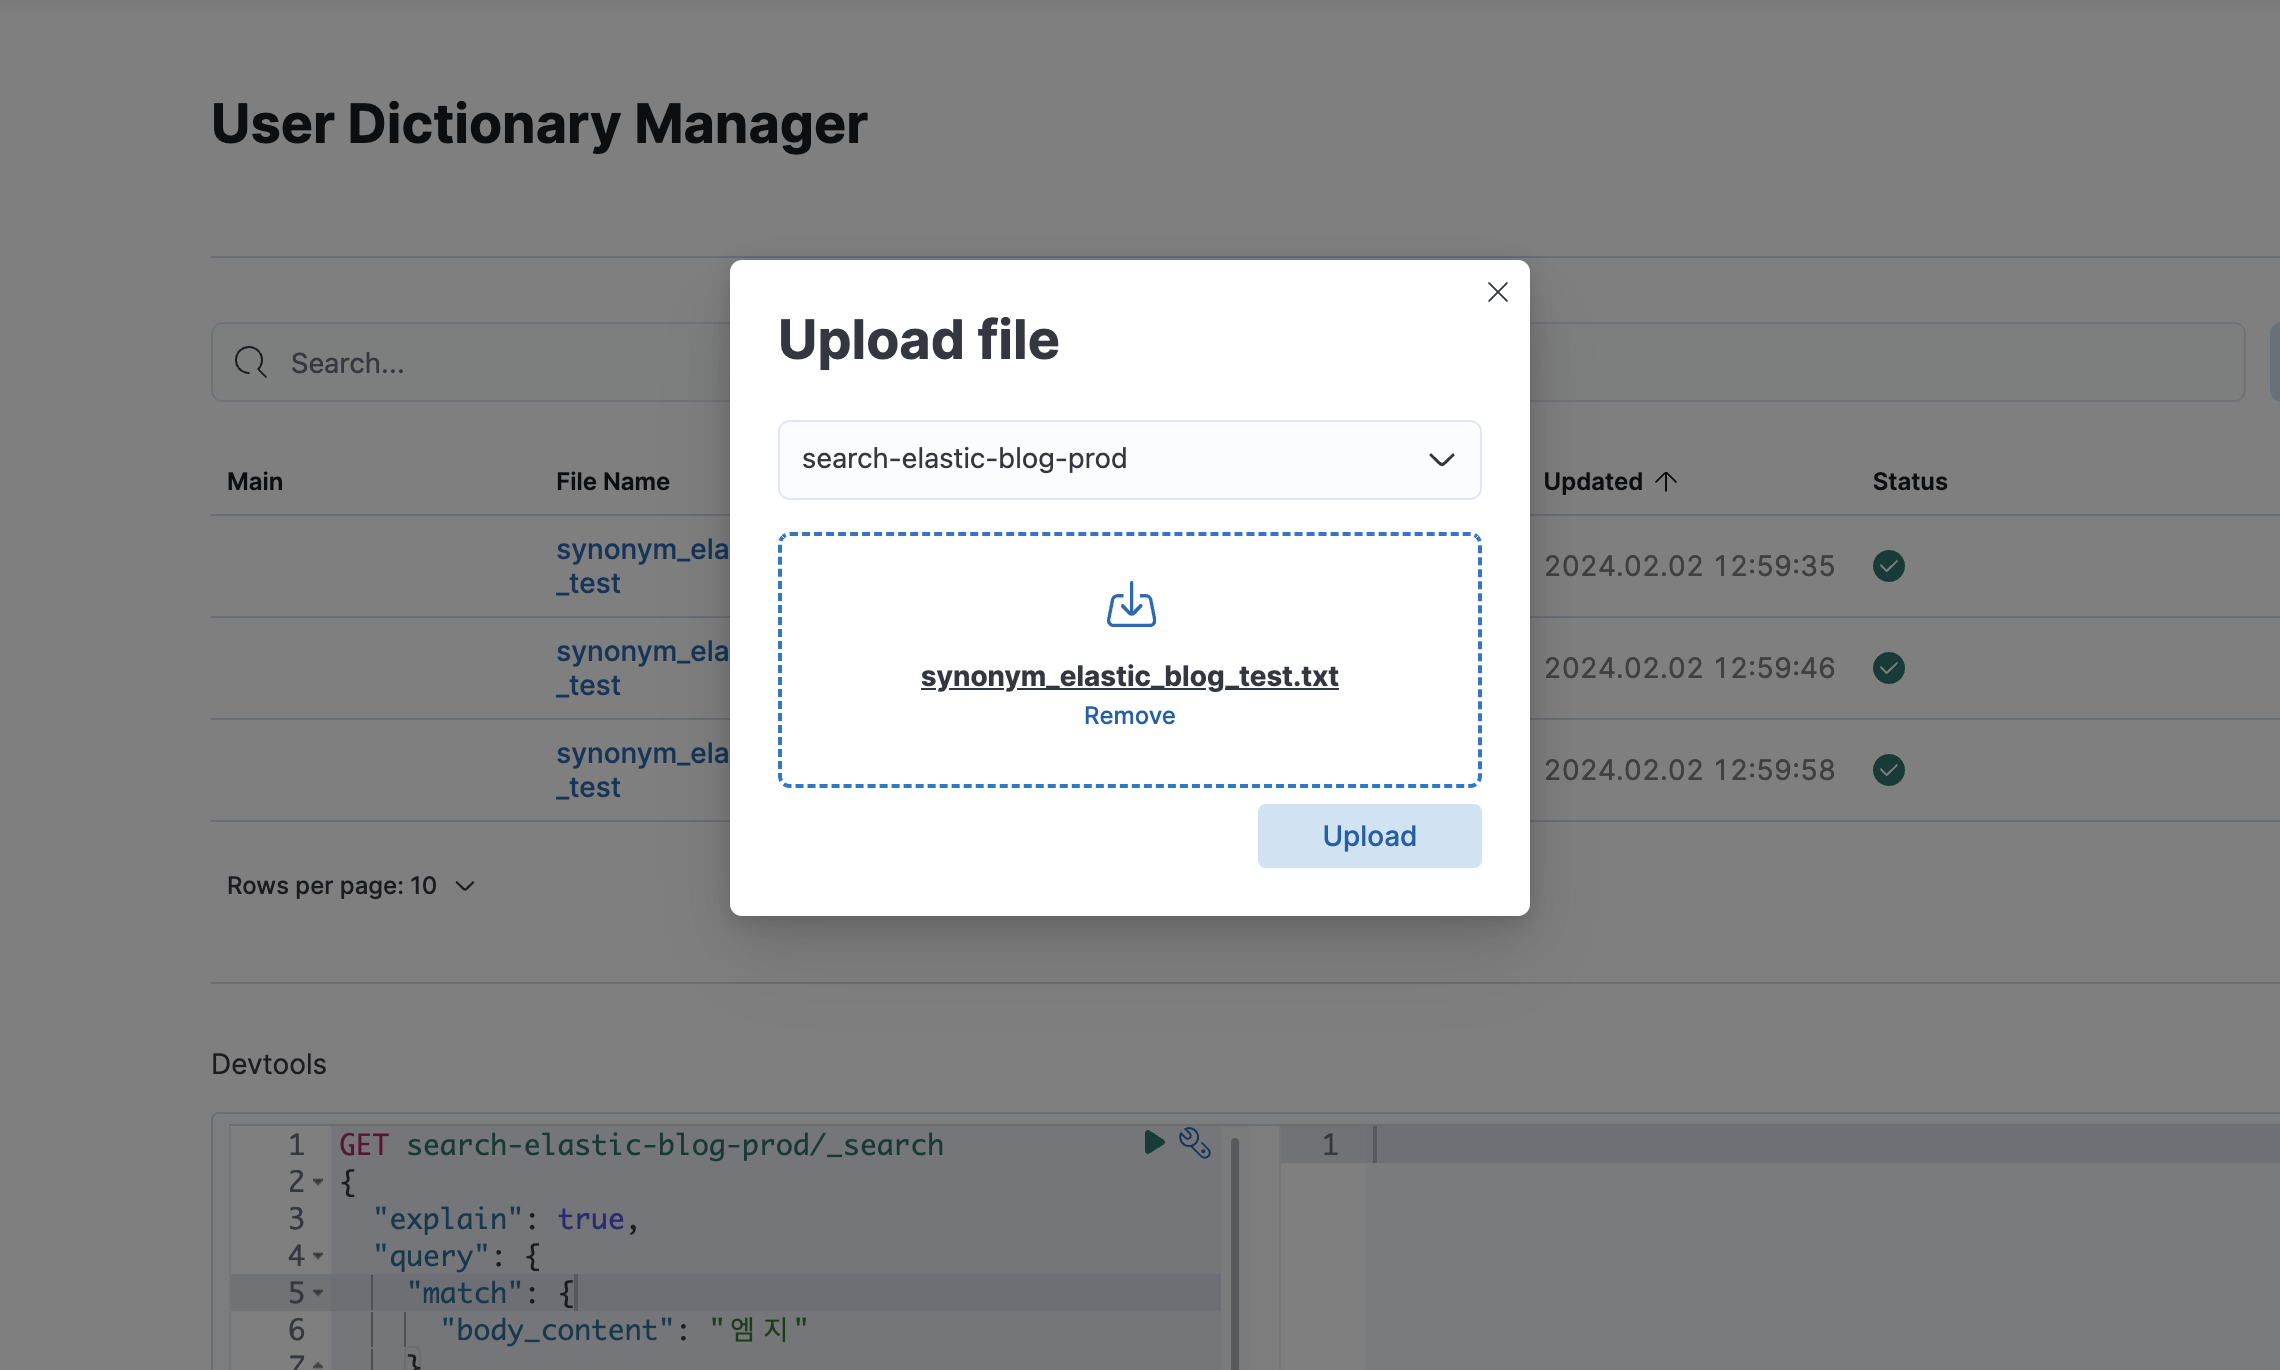 User Dictionary Manager
Upload file
Search...
search-elastic-blog-prod
Main File Name Updated Status
synonym_ela
_test
2024.02.02 12:59:35
synonym_ela
_test
2024.02.02 12:59:46
synonym_ela
_test
2024.02.02 12:59:58
synonym_elastic_blog_test.txt
Remove
Upload
Rows per page: 10
Devtools
1 GET search-elastic-blog-prod/_search
2 {
3 "explain": true,
4 "query": {
5 "match": {
6 "body_content": "엠지"
7 }
1